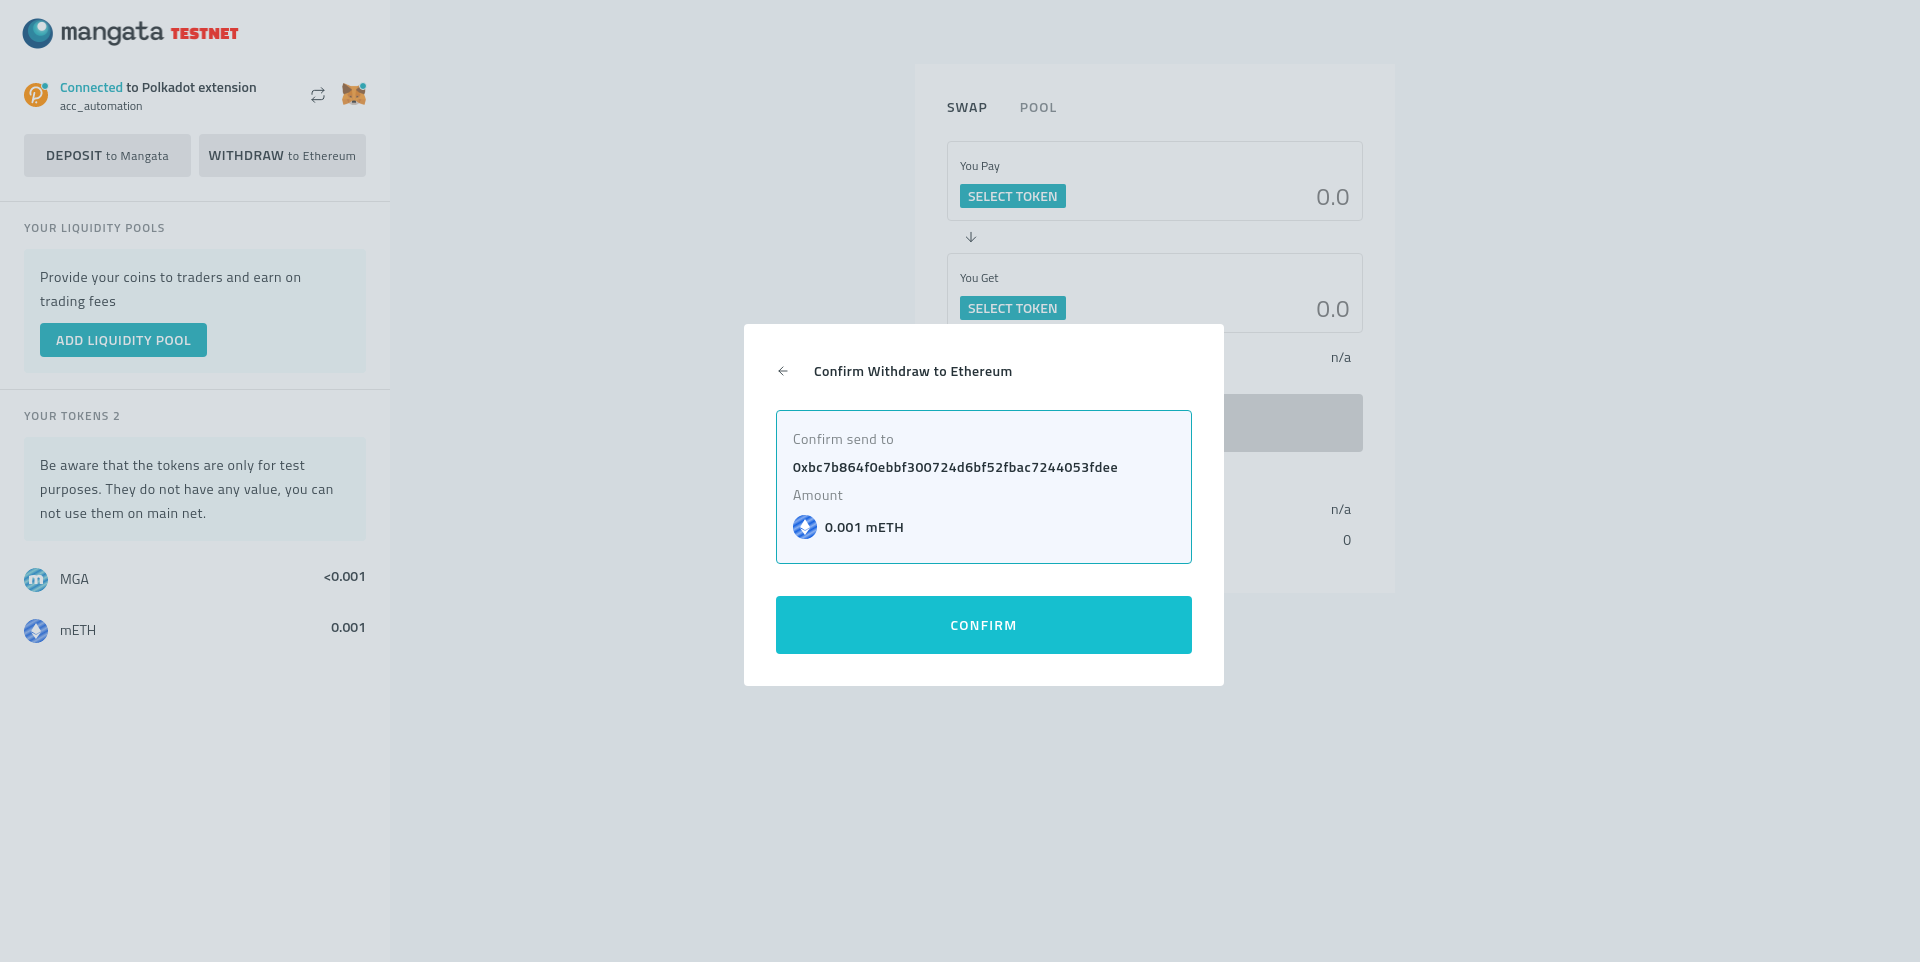 mangata TESTNET
Connected to Polkadot extension
acc_automation
DEPOSIT to Mangata
WITHDRAW to Ethereum
YOUR LIQUIDITY POOLS
Provide your coins to traders and earn on
trading fees
ADD LIQUIDITY POOL
YOUR TOKENS 2
Be aware that the tokens are only for test
purposes. They do not have any value, you can
not use them on main net.
MGA <0.001
mETH 0.001
SWAP POOL
You Pay
SELECT TOKEN 0.0
You Get
SELECT TOKEN 0.0
n/a
n/a
0
Confirm Withdraw to Ethereum
Confirm send to
0xbc7b864f0ebbf300724d6bf52fbac7244053fdee
Amount
0.001 mETH
CONFIRM